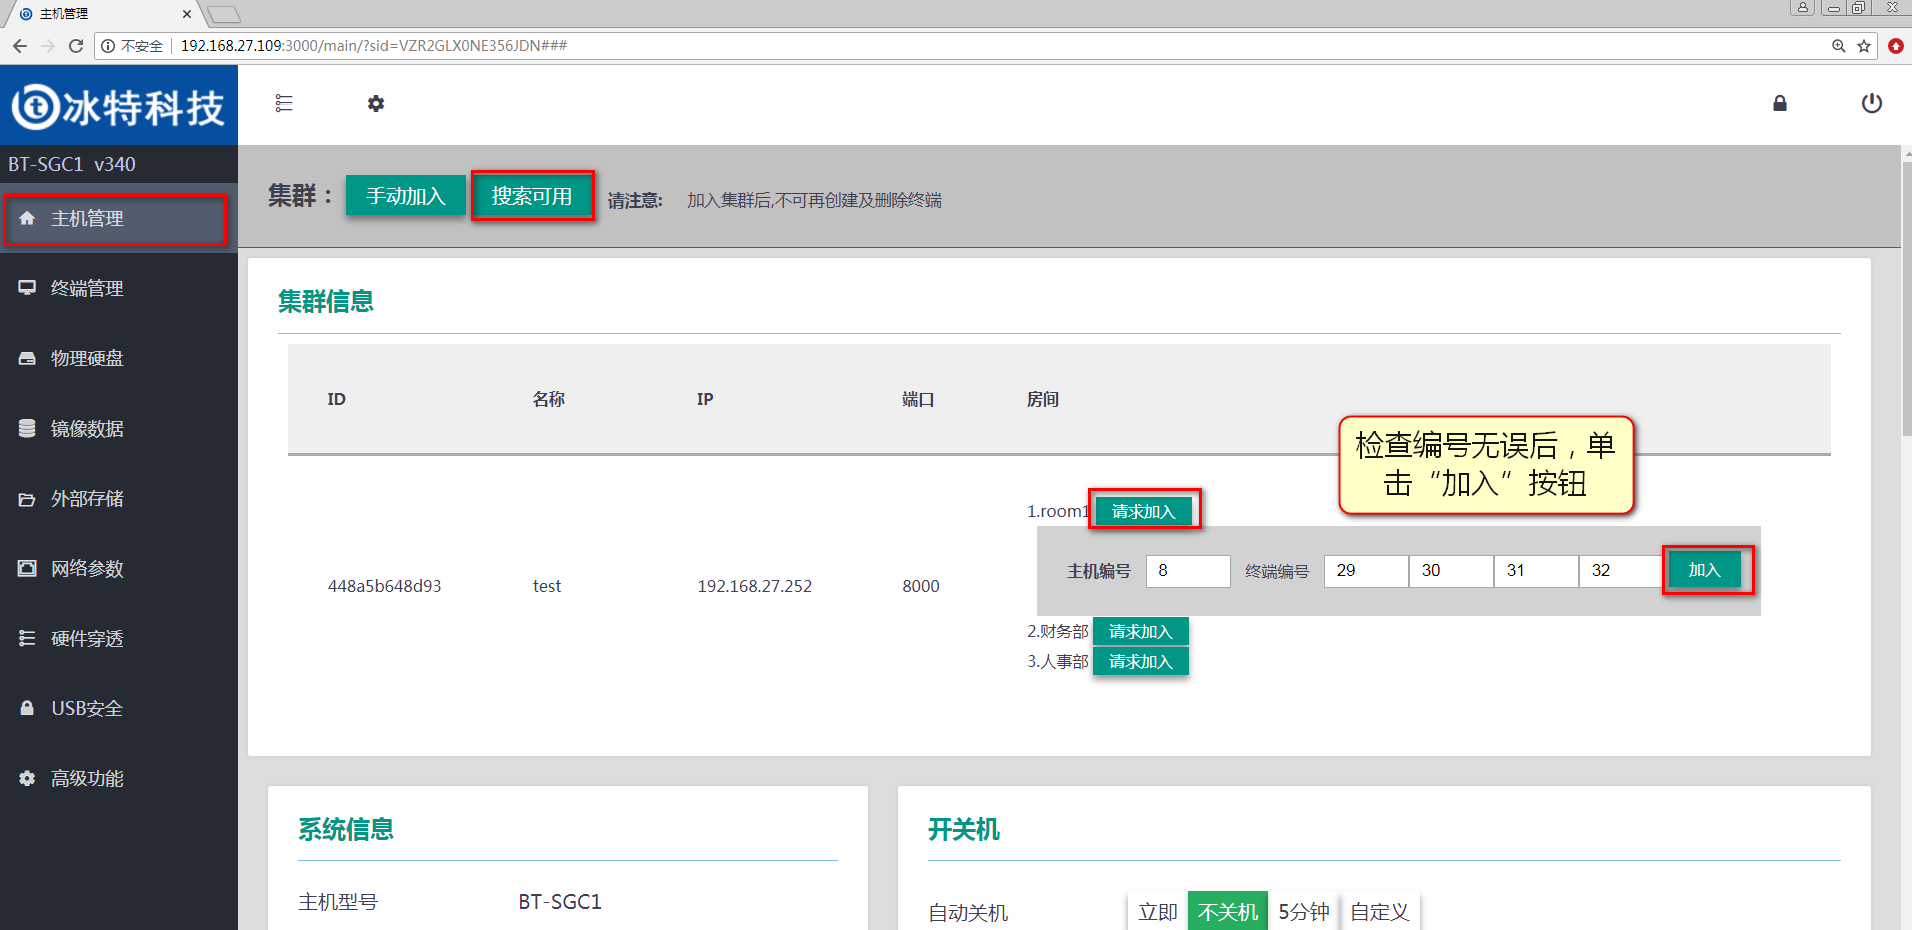 主机管理
不安全 192.168.27.109:3000/main/?sid=VZR2GLX0NE356JDN###
冰特科技
BT-SGC1 v340
主机管理
终端管理
物理硬盘
镜像数据
外部存储
网络参数
硬件穿透
USB安全
高级功能
集群： 手动加入 搜索可用 请注意: 加入集群后,不可再创建及删除终端
集群信息
ID 名称 IP 端口 房间
检查编号无误后，单
击“加入”按钮
1.room1 请求加入
主机编号 8 终端编号 29 30 31 32 加入
448a5b648d93 test 192.168.27.252 8000
2.财务部 请求加入
3.人事部 请求加入
系统信息
主机型号 BT-SGC1
开关机
自动关机 立即 不关机 5分钟 自定义